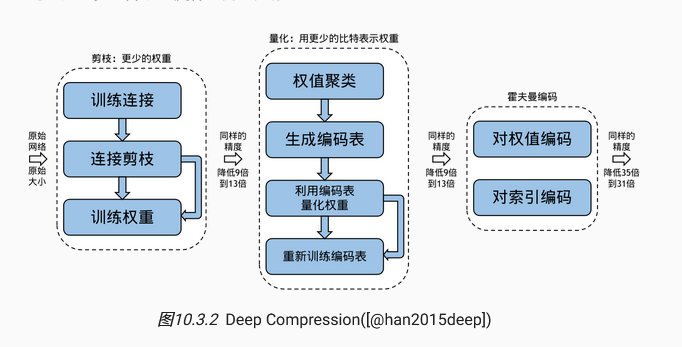 剪枝：更少的权重
训练连接
连接剪枝
训练权重
原始
网络
原始
大小
同样的
精度
降低9倍
到13倍
量化：用更少的比特表示权重
权值聚类
生成编码表
利用编码表
量化权重
重新训练编码表
同样的
精度
降低9倍
到13倍
霍夫曼编码
对权值编码
对索引编码
同样的
精度
降低35倍
到31倍
图10.3.2 Deep Compression([@han2015deep])